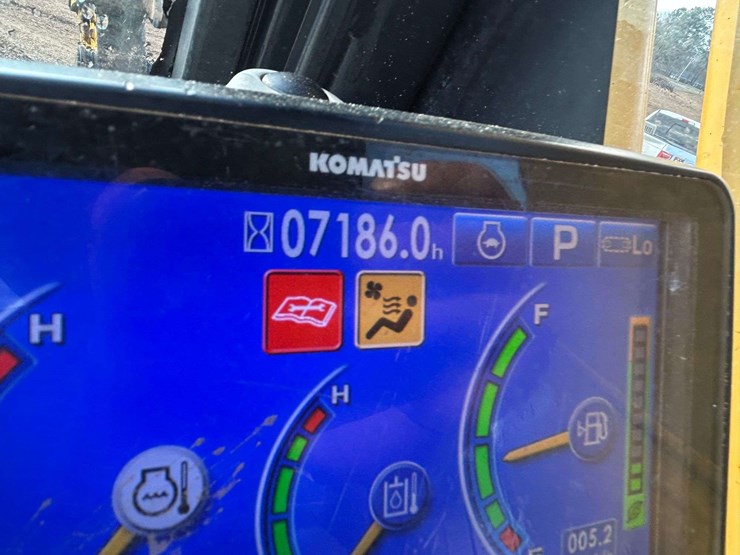 KOMATSU
07186.0h
P
Lo
H
F
H
005.2